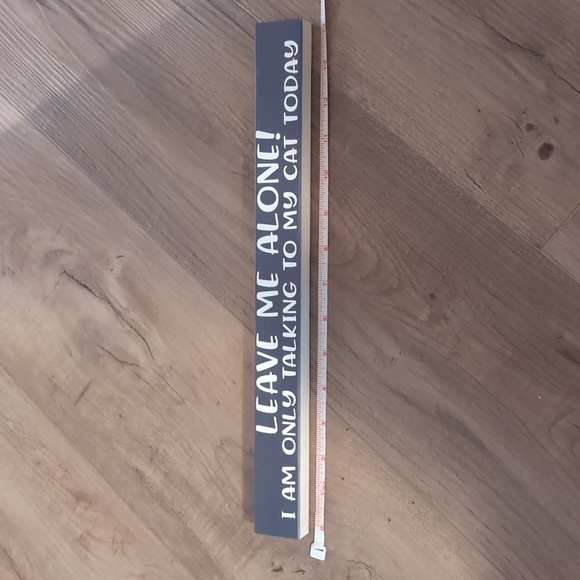 LEAVE ME ALONE!
I AM ONLY TALKING TO MY CAT TODAY